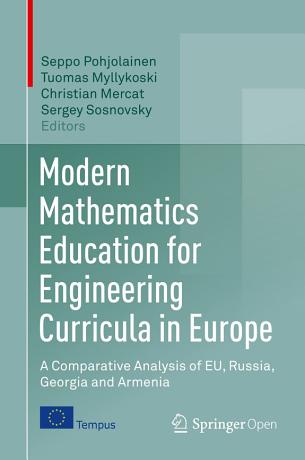 Seppo Pohjolainen
Tuomas Myllykoski
Christian Mercat
Sergey Sosnovsky
Editors
Modern
Mathematics
Education for
Engineering
Curricula in Europe
A Comparative Analysis of EU, Russia,
Georgia and Armenia
Tempus
Springer Open